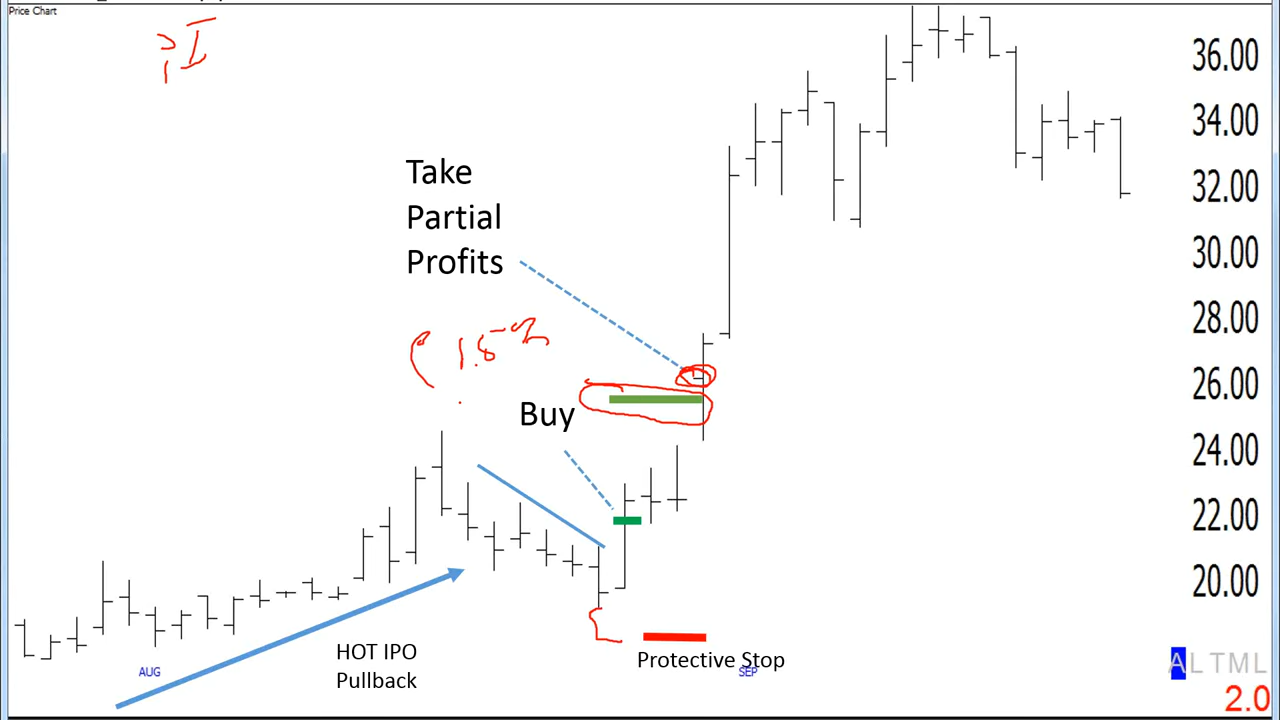 Price Chart
36.00
34.00
Take
Partial
Profits
32.00
30.00
28.00
26.00
Buy
24.00
22.00
20.00
HOT IPO
Pullback
Protective Stop
AUG
SEP
ALTML
2.0